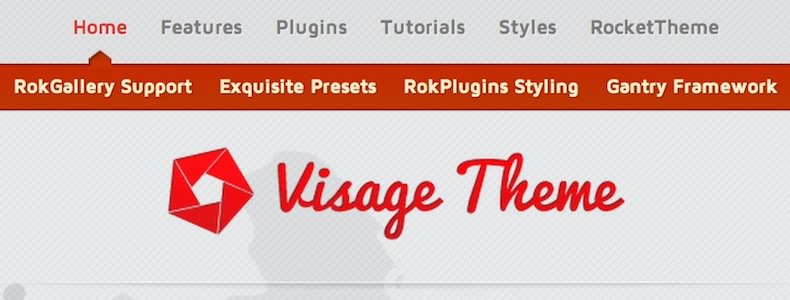 Home Features Plugins Tutorials Styles RocketTheme
RokGallery Support Exquisite Presets RokPlugins Styling Gantry Framework
Visage Theme